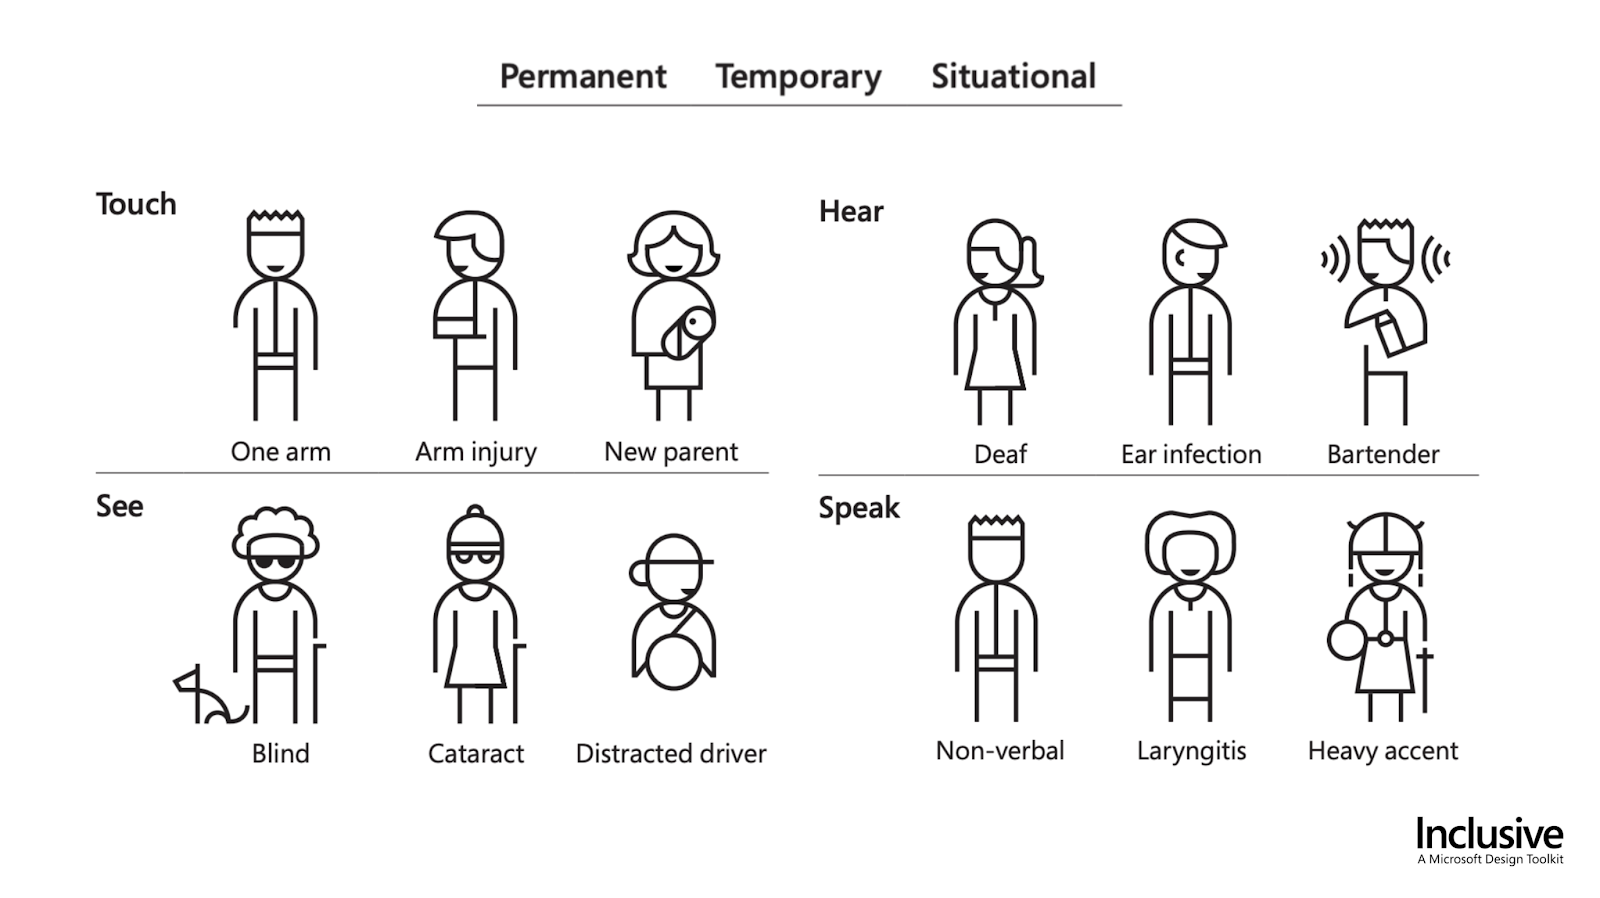 Permanent Temporary Situational
Touch
One arm Arm injury New parent
See
Blind Cataract Distracted driver
Hear
Deaf Ear infection Bartender
Speak
Non-verbal Laryngitis Heavy accent
Inclusive
A Microsoft Design Toolkit